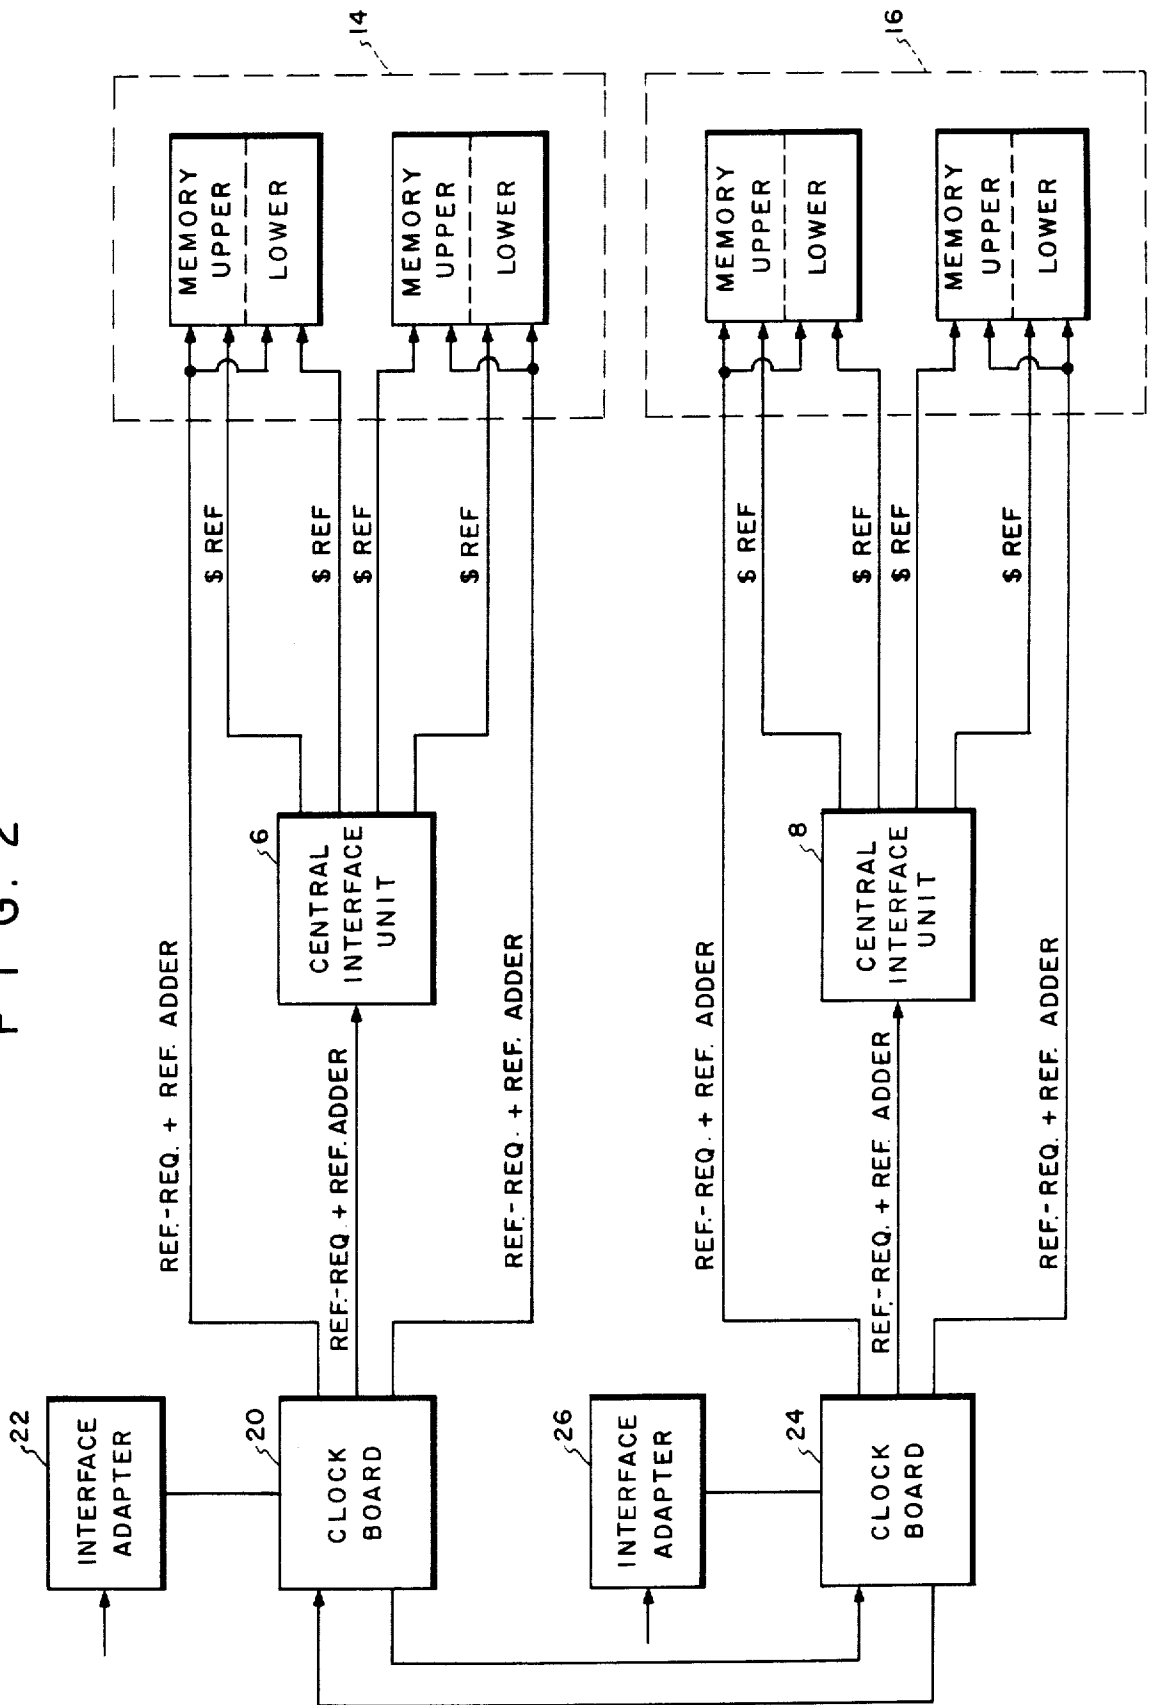 FIG. 2
22
INTERFACE
ADAPTER
20
CLOCK
BOARD
REF.-REQ. + REF. ADDER
REF.-REQ. + REF. ADDER
REF.-REQ. + REF. ADDER
6
CENTRAL
INTERFACE
UNIT
$ REF
$ REF
$ REF
$ REF
14
MEMORY
UPPER
LOWER
MEMORY
UPPER
LOWER
26
INTERFACE
ADAPTER
24
CLOCK
BOARD
REF.-REQ. + REF. ADDER
REF.-REQ. + REF. ADDER
REF.-REQ. + REF. ADDER
8
CENTRAL
INTERFACE
UNIT
$ REF
$ REF
$ REF
$ REF
16
MEMORY
UPPER
LOWER
MEMORY
UPPER
LOWER